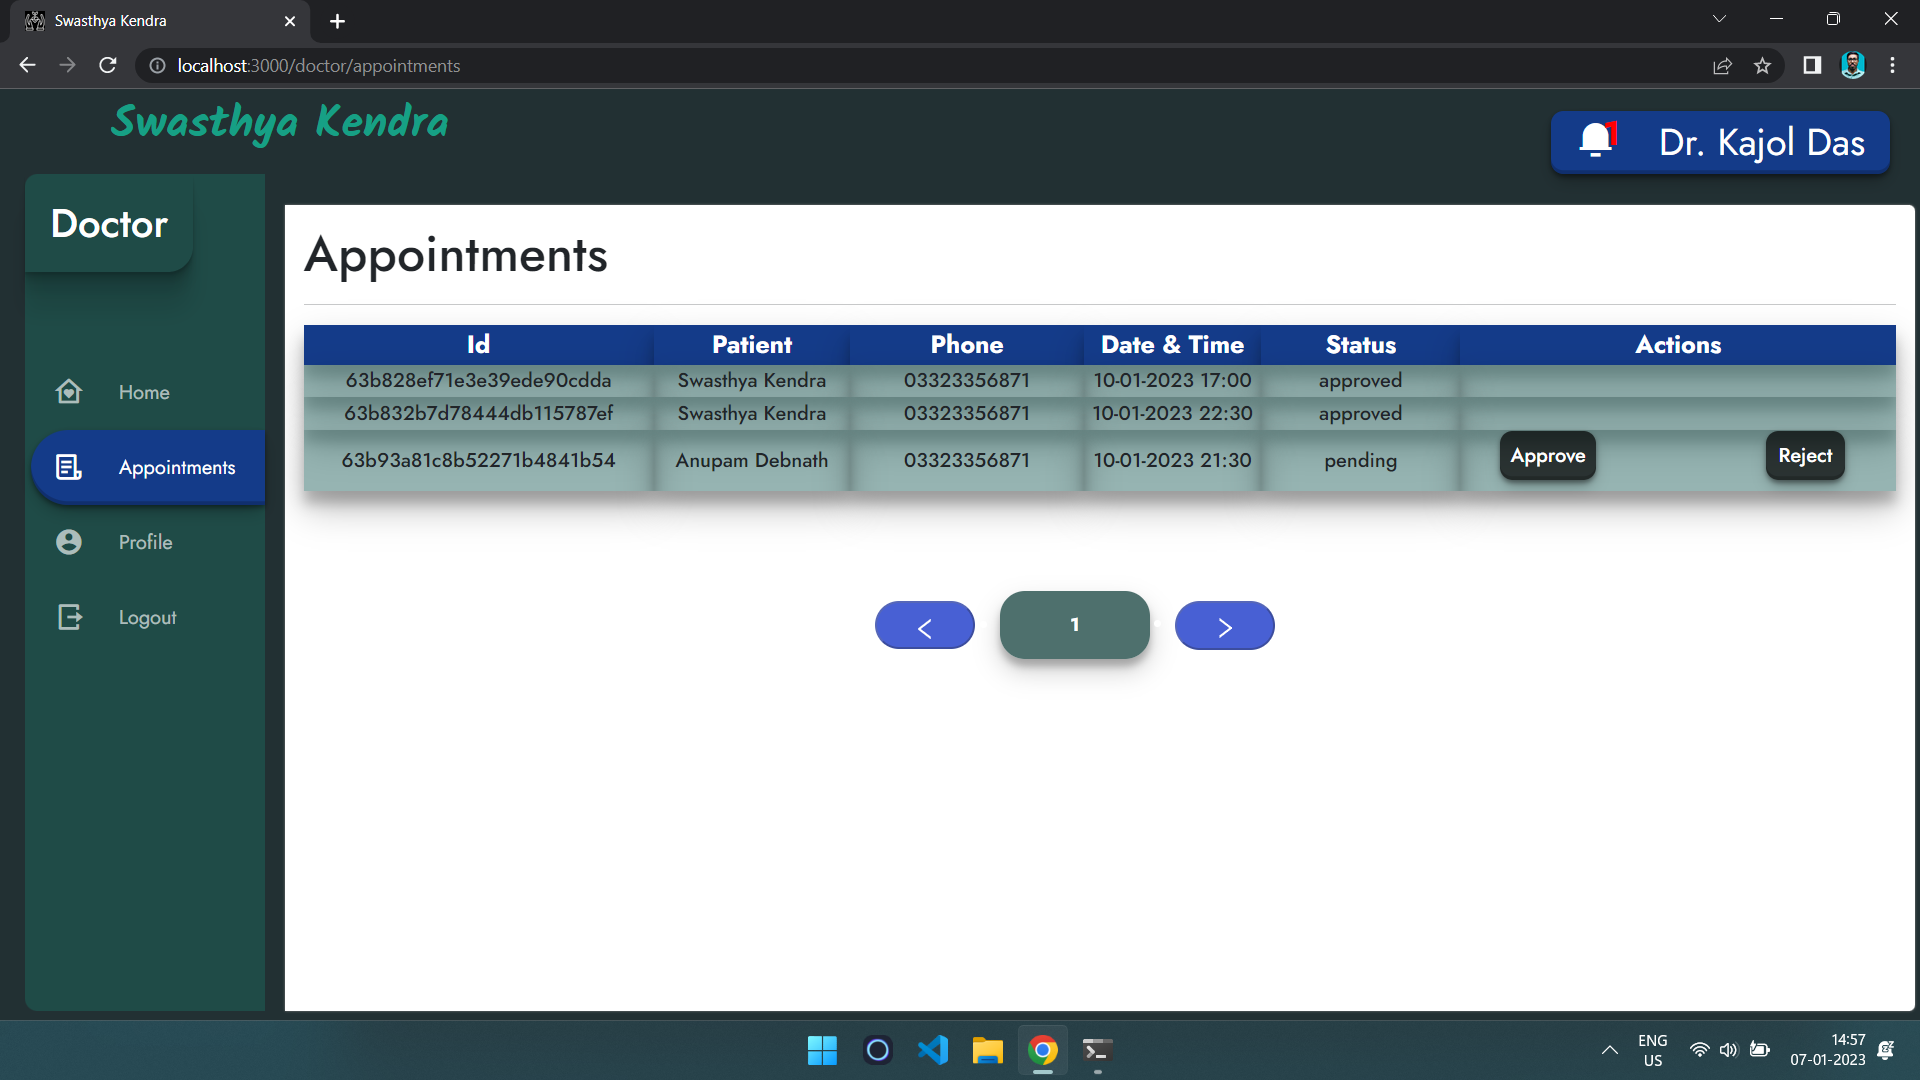 Swasthya Kendra
localhost:3000/doctor/appointments
Swasthya Kendra
1
Dr. Kajol Das
Doctor
Home
Appointments
Profile
Logout
Appointments
Id Patient Phone Date & Time Status Actions
63b828ef71e3e39ede90cdda Swasthya Kendra 03323356871 10-01-2023 17:00 approved
63b832b7d78444db115787ef Swasthya Kendra 03323356871 10-01-2023 22:30 approved
63b93a81c8b52271b4841b54 Anupam Debnath 03323356871 10-01-2023 21:30 pending Approve Reject
< 1 >
ENG
US
14:57
07-01-2023